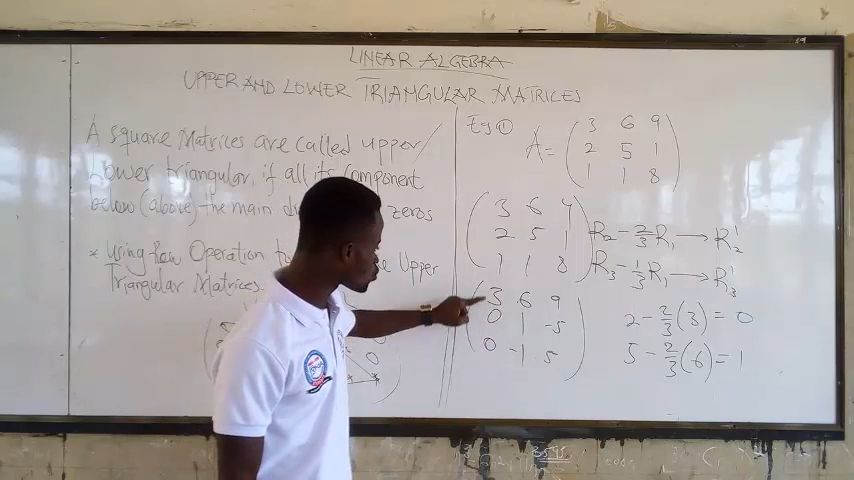 LINEAR ALGEBRA
UPPER AND LOWER TRIAMGULAR MATRICES
A square Matrices are called upper/
Lower triangular, if all its component
below (above) the main zeros
* Using Row Operation to Upper
Triangular Matrices.
0
Eg ①
A = ( 3 6 9
2 5 1
1 1 8 )
( 3 6 9
2 5 1
1 1 8 )
R₂ - 2/3 R₁ → R₂'
R₃ - 1/3 R₁ → R₃'
( 3 6 9
0 1 -5
0 -1 5 )
2 - 2/3 (3) = 0
5 - 2/3 (6) = 1